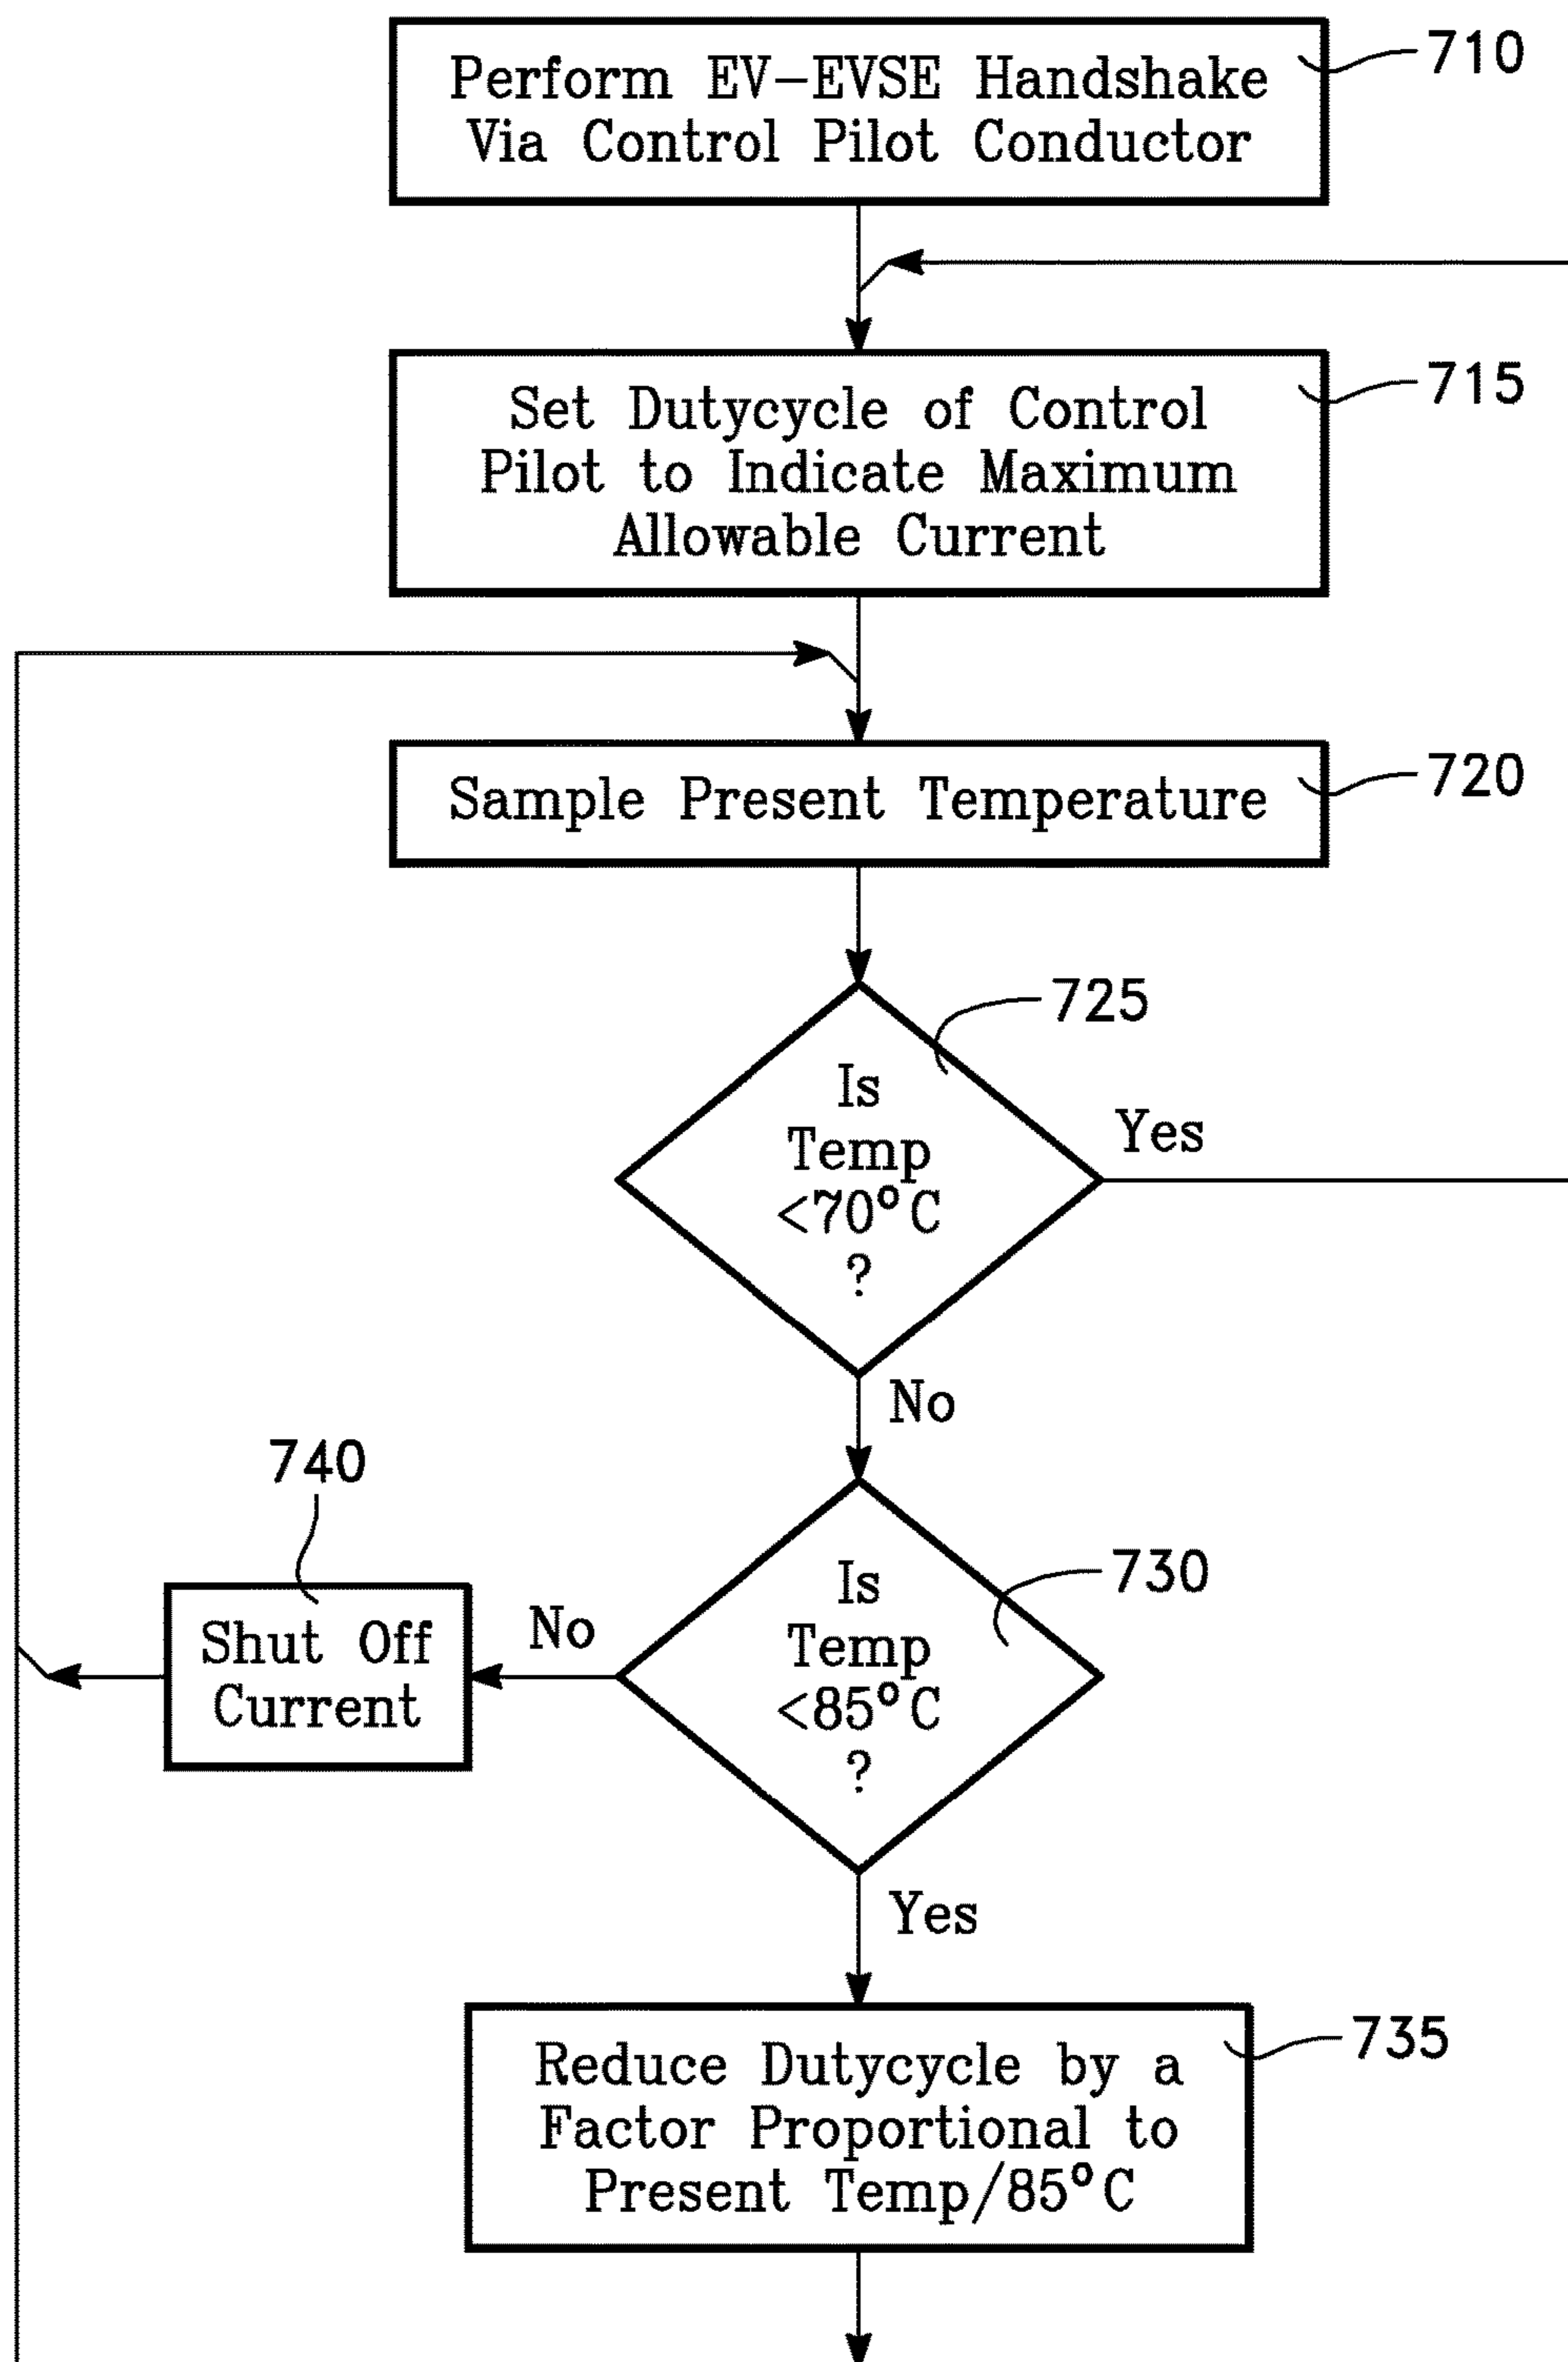 Perform EV-EVSE Handshake
Via Control Pilot Conductor
710
Set Dutycycle of Control
Pilot to Indicate Maximum
Allowable Current
715
Sample Present Temperature
720
725
Is
Temp
<70°C
?
Yes
No
740
Shut Off
Current
No
730
Is
Temp
<85°C
?
Yes
Reduce Dutycycle by a
Factor Proportional to
Present Temp/85°C
735